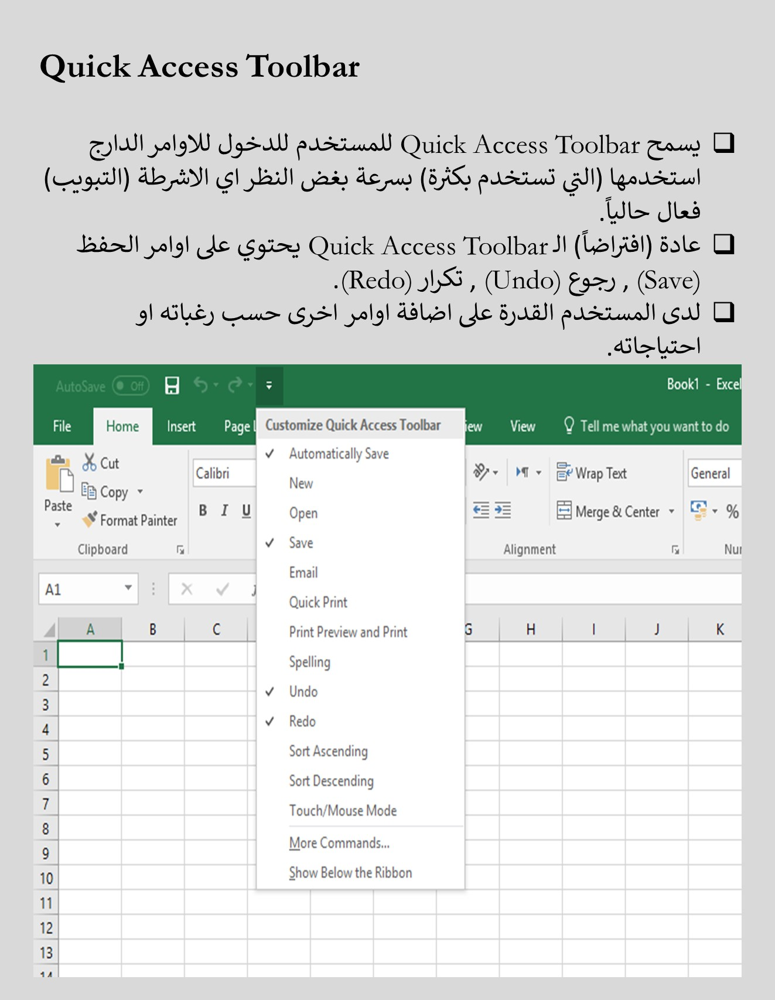 Quick Access Toolbar
يسمح Quick Access Toolbar للمستخدم للدخول للاوامر الدارج
استخدمها (التي تستخدم بكثرة) بسرعة بغض النظر اي الاشرطة (التبويب)
فعال حالياً.
عادة (افتراضاً) الـ Quick Access Toolbar يحتوي على اوامر الحفظ
(Save) , رجوع (Undo) , تكرار (Redo).
لدى المستخدم القدرة على اضافة اوامر اخرى حسب رغباته او
احتياجاته.
AutoSave Off
Book1 - Excel
File Home Insert Page L
iew View Tell me what you want to do
Customize Quick Access Toolbar
Automatically Save
New
Open
Save
Email
Quick Print
Print Preview and Print
Spelling
Undo
Redo
Sort Ascending
Sort Descending
Touch/Mouse Mode
More Commands...
Show Below the Ribbon
Paste
Cut
Copy
Format Painter
Clipboard
Calibri
B I U
Wrap Text
Merge & Center
Alignment
General
%
Nur
A1
A B C G H I J K
1
2
3
4
5
6
7
8
9
10
11
12
13
14